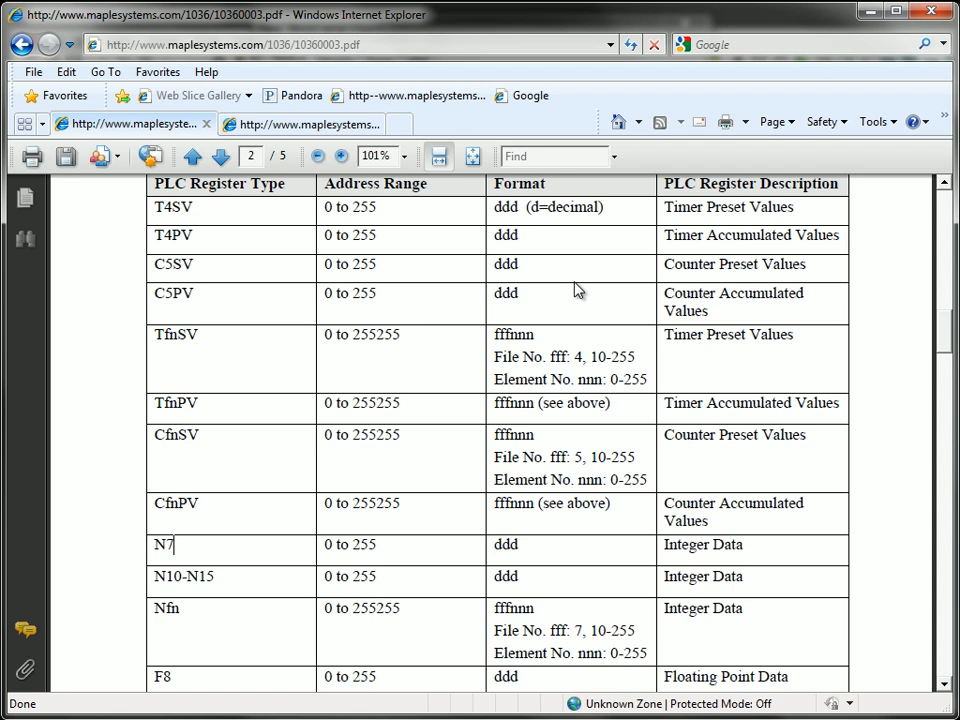 http://www.maplesystems.com/1036/10360003.pdf - Windows Internet Explorer
http://www.maplesystems.com/1036/10360003.pdf
Google
File Edit Go To Favorites Help
Favorites Web Slice Gallery P Pandora http--www.maplesystems... Google
http://www.maplesyste... http://www.maplesystems... Page Safety Tools
2 / 5 101% Find
PLC Register Type Address Range Format PLC Register Description
T4SV 0 to 255 ddd (d=decimal) Timer Preset Values
T4PV 0 to 255 ddd Timer Accumulated Values
C5SV 0 to 255 ddd Counter Preset Values
C5PV 0 to 255 ddd Counter Accumulated
Values
TfnSV 0 to 255255 fffnnn Timer Preset Values
File No. fff: 4, 10-255
Element No. nnn: 0-255
TfnPV 0 to 255255 fffnnn (see above) Timer Accumulated Values
CfnSV 0 to 255255 fffnnn Counter Preset Values
File No. fff: 5, 10-255
Element No. nnn: 0-255
CfnPV 0 to 255255 fffnnn (see above) Counter Accumulated
Values
N7 0 to 255 ddd Integer Data
N10-N15 0 to 255 ddd Integer Data
Nfn 0 to 255255 fffnnn Integer Data
File No. fff: 7, 10-255
Element No. nnn: 0-255
F8 0 to 255 ddd Floating Point Data
Done Unknown Zone | Protected Mode: Off